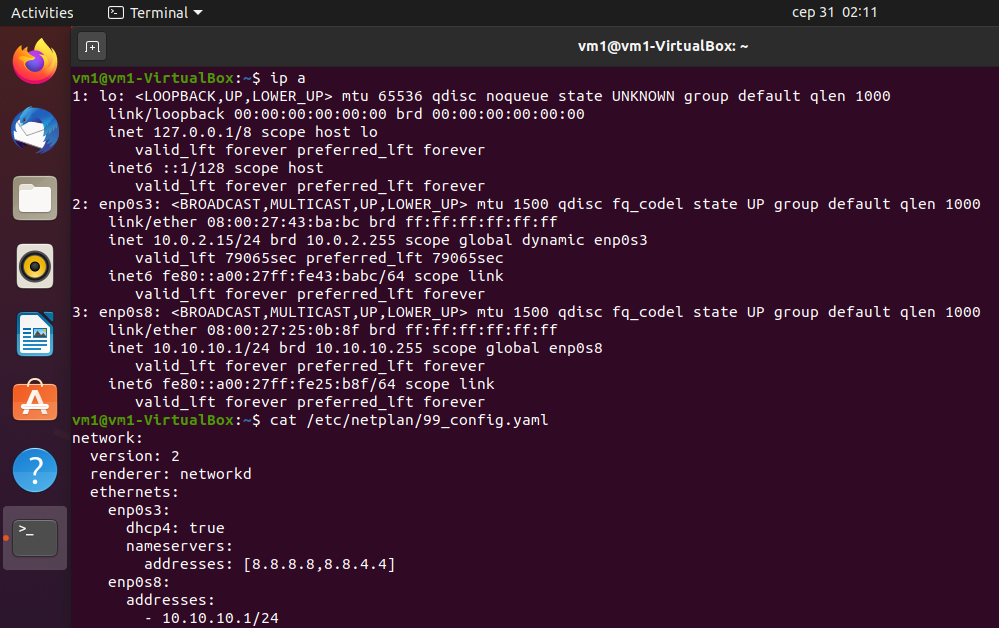 Activities
Terminal
сер 31 02:11
vm1@vm1-VirtualBox: ~
vm1@vm1-VirtualBox:~$ ip a
1: lo: <LOOPBACK,UP,LOWER_UP> mtu 65536 qdisc noqueue state UNKNOWN group default qlen 1000
    link/loopback 00:00:00:00:00:00 brd 00:00:00:00:00:00
    inet 127.0.0.1/8 scope host lo
       valid_lft forever preferred_lft forever
    inet6 ::1/128 scope host
       valid_lft forever preferred_lft forever
2: enp0s3: <BROADCAST,MULTICAST,UP,LOWER_UP> mtu 1500 qdisc fq_codel state UP group default qlen 1000
    link/ether 08:00:27:43:ba:bc brd ff:ff:ff:ff:ff:ff
    inet 10.0.2.15/24 brd 10.0.2.255 scope global dynamic enp0s3
       valid_lft 79065sec preferred_lft 79065sec
    inet6 fe80::a00:27ff:fe43:babc/64 scope link
       valid_lft forever preferred_lft forever
3: enp0s8: <BROADCAST,MULTICAST,UP,LOWER_UP> mtu 1500 qdisc fq_codel state UP group default qlen 1000
    link/ether 08:00:27:25:0b:8f brd ff:ff:ff:ff:ff:ff
    inet 10.10.10.1/24 brd 10.10.10.255 scope global enp0s8
       valid_lft forever preferred_lft forever
    inet6 fe80::a00:27ff:fe25:b8f/64 scope link
       valid_lft forever preferred_lft forever
vm1@vm1-VirtualBox:~$ cat /etc/netplan/99_config.yaml
network:
  version: 2
  renderer: networkd
  ethernets:
    enp0s3:
      dhcp4: true
      nameservers:
        addresses: [8.8.8.8,8.8.4.4]
    enp0s8:
      addresses:
        - 10.10.10.1/24